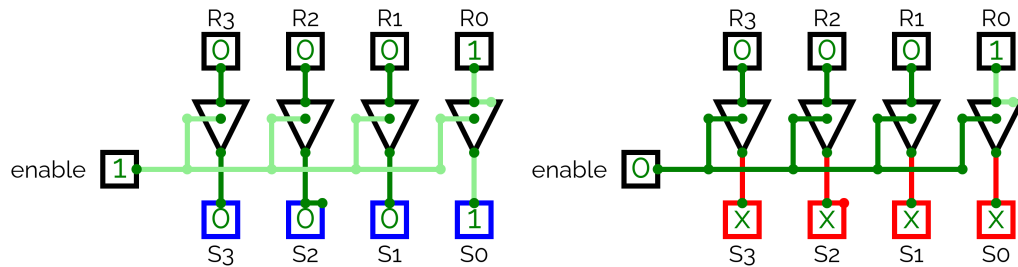 R3 R2 R1 R0 R3 R2 R1 R0
0 0 0 1 0 0 0 1
enable 1 enable 0
0 0 0 1 X X X X
S3 S2 S1 S0 S3 S2 S1 S0